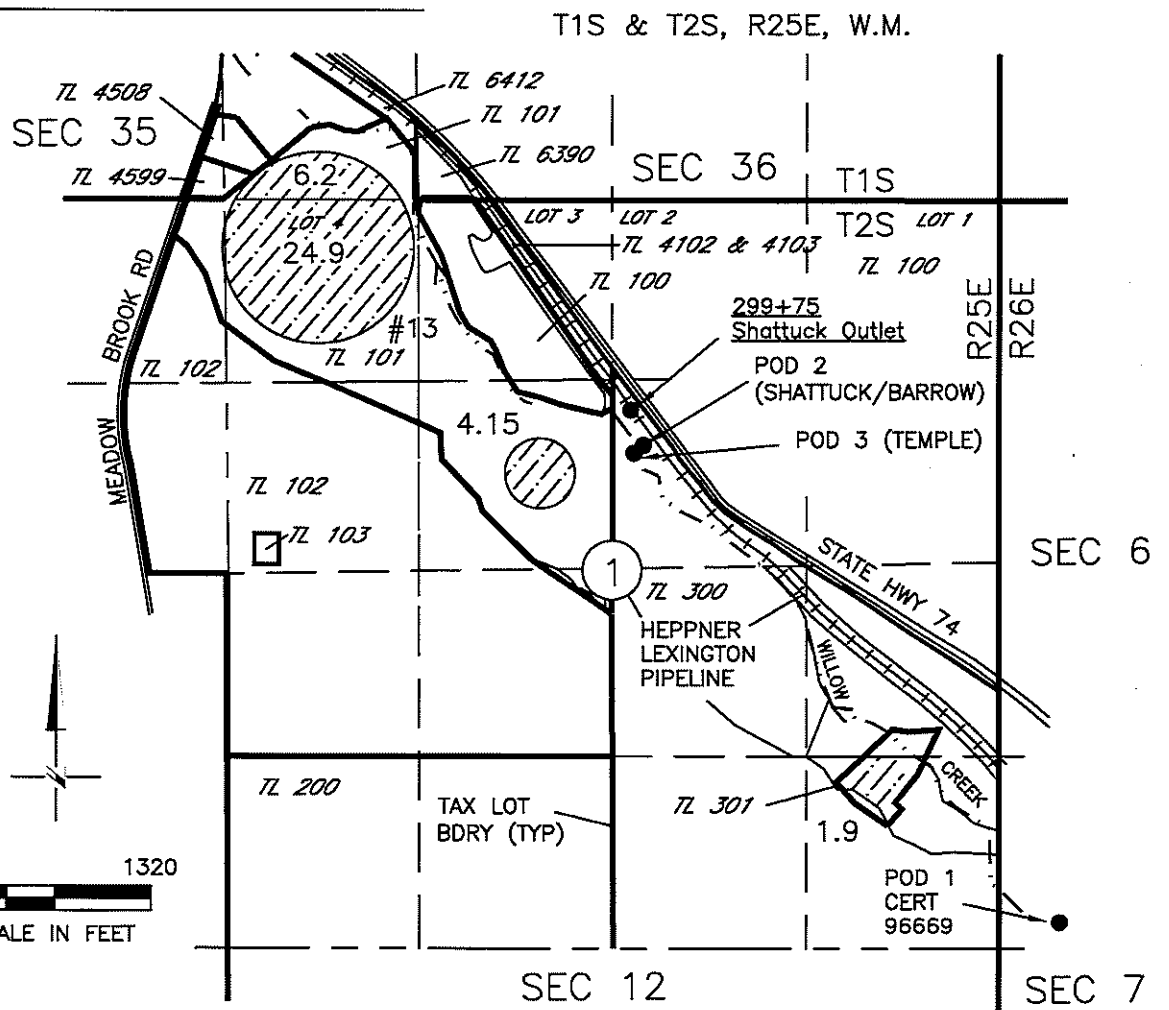 T1S & T2S, R25E, W.M.
TL 4508
TL 6412
SEC 35
TL 101
TL 4599
TL 6390
6.2
SEC 36
T1S
LOT 4
LOT 3
LOT 2
T2S
LOT 1
24.9
TL 4102 & 4103
TL 100
TL 100
R25E
R26E
MEADOW BROOK RD
#13
299+75
Shattuck Outlet
TL 102
TL 101
POD 2
(SHATTUCK/BARROW)
4.15
POD 3 (TEMPLE)
TL 102
TL 103
STATE HWY 74
SEC 6
1
TL 300
HEPPNER
LEXINGTON
PIPELINE
WILLOW
CREEK
TL 200
TAX LOT
BDRY (TYP)
TL 301
1.9
1320
ALE IN FEET
POD 1
CERT
96669
SEC 12
SEC 7